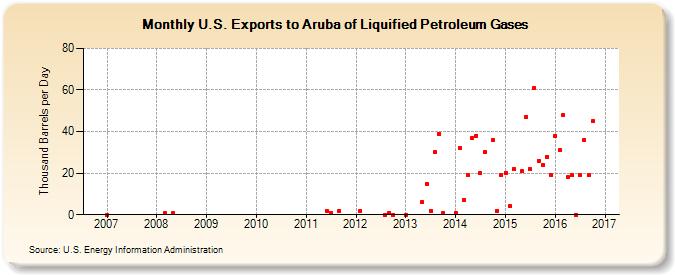 Monthly U.S. Exports to Aruba of Liquified Petroleum Gases
Thousand Barrels per Day
80
60
40
20
0
2007 2008 2009 2010 2011 2012 2013 2014 2015 2016 2017
Source: U.S. Energy Information Administration